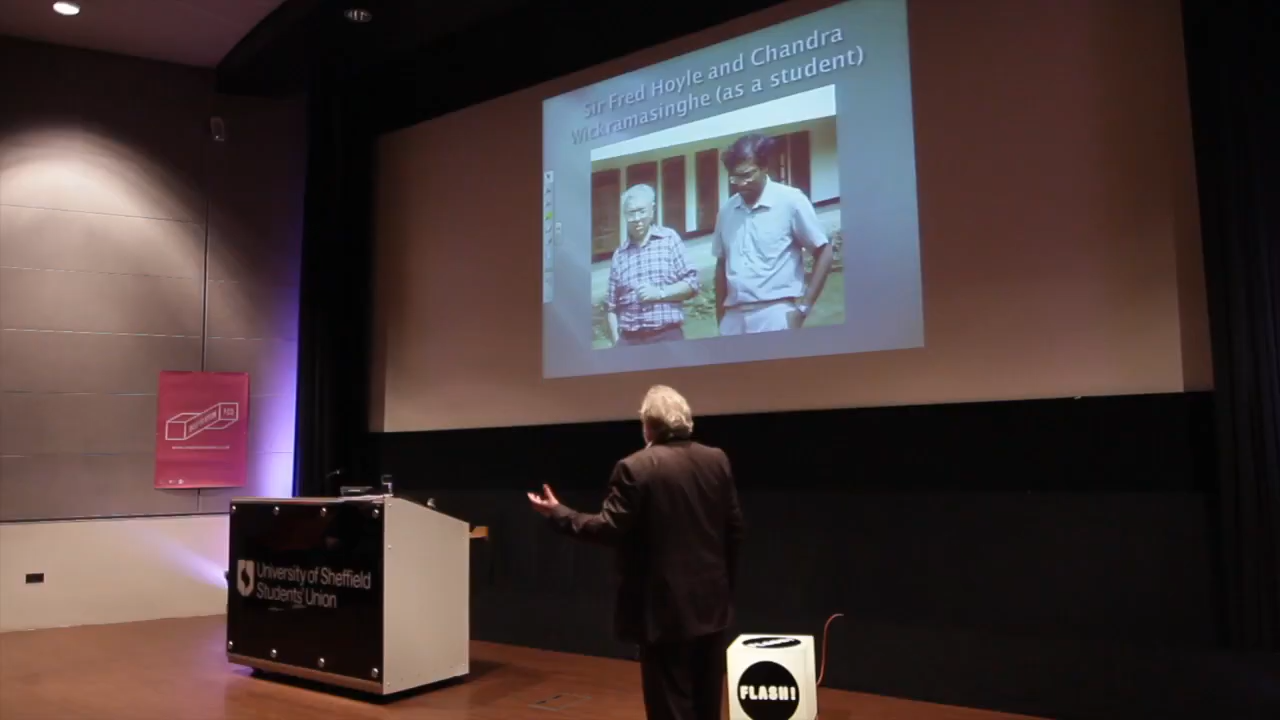 Sir Fred Hoyle and Chandra
Wickramasinghe (as a student)
University of Sheffield
Students' Union
FLASH!